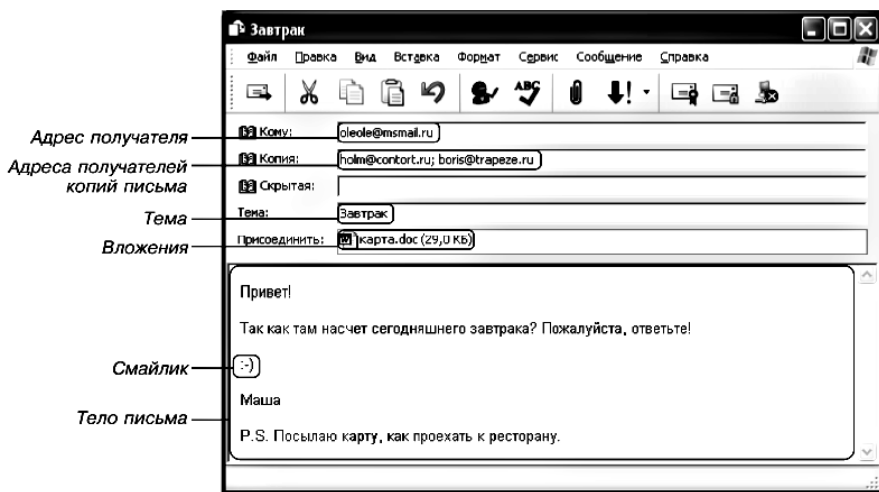 Завтрак
Файл Правка Вид Вставка Формат Сервис Сообщение Справка
ABC
Адрес получателя
Кому: oleole@msmail.ru
Адреса получателей
копий письма
Копия: holm@contort.ru; boris@trapeze.ru
Скрытая:
Тема
Тема: Завтрак
Вложения
Присоединить: карта.doc (29,0 КБ)
Привет!
Так как там насчет сегодняшнего завтрака? Пожалуйста, ответьте!
Смайлик
:-)
Маша
Тело письма
P.S. Посылаю карту, как проехать к ресторану.